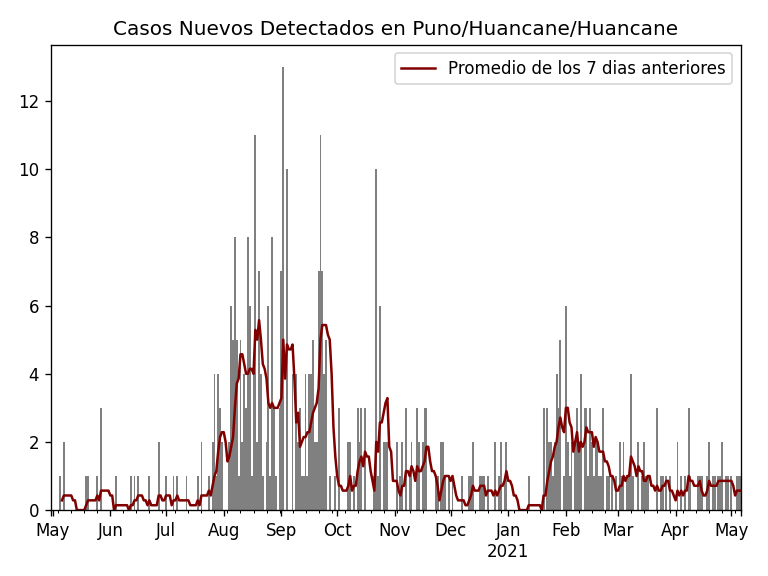 Casos Nuevos Detectados en Puno/Huancane/Huancane
Promedio de los 7 dias anteriores
12
10
8
6
4
2
0
May Jun Jul Aug Sep Oct Nov Dec Jan Feb Mar Apr May
2021